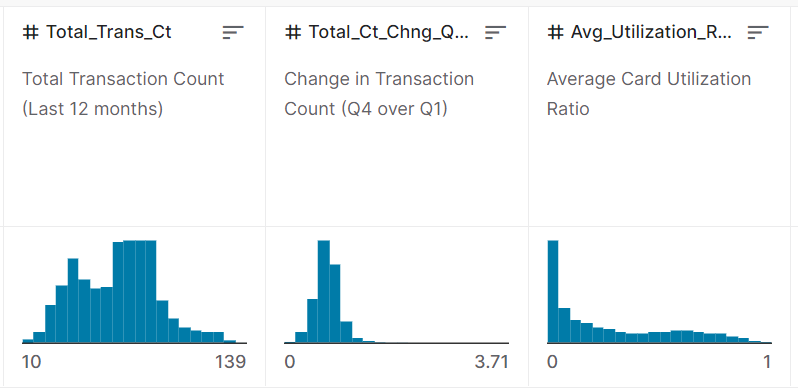 # Total_Trans_Ct
Total Transaction Count
(Last 12 months)
10 139
# Total_Ct_Chng_Q...
Change in Transaction
Count (Q4 over Q1)
0 3.71
# Avg_Utilization_R...
Average Card Utilization
Ratio
0 1